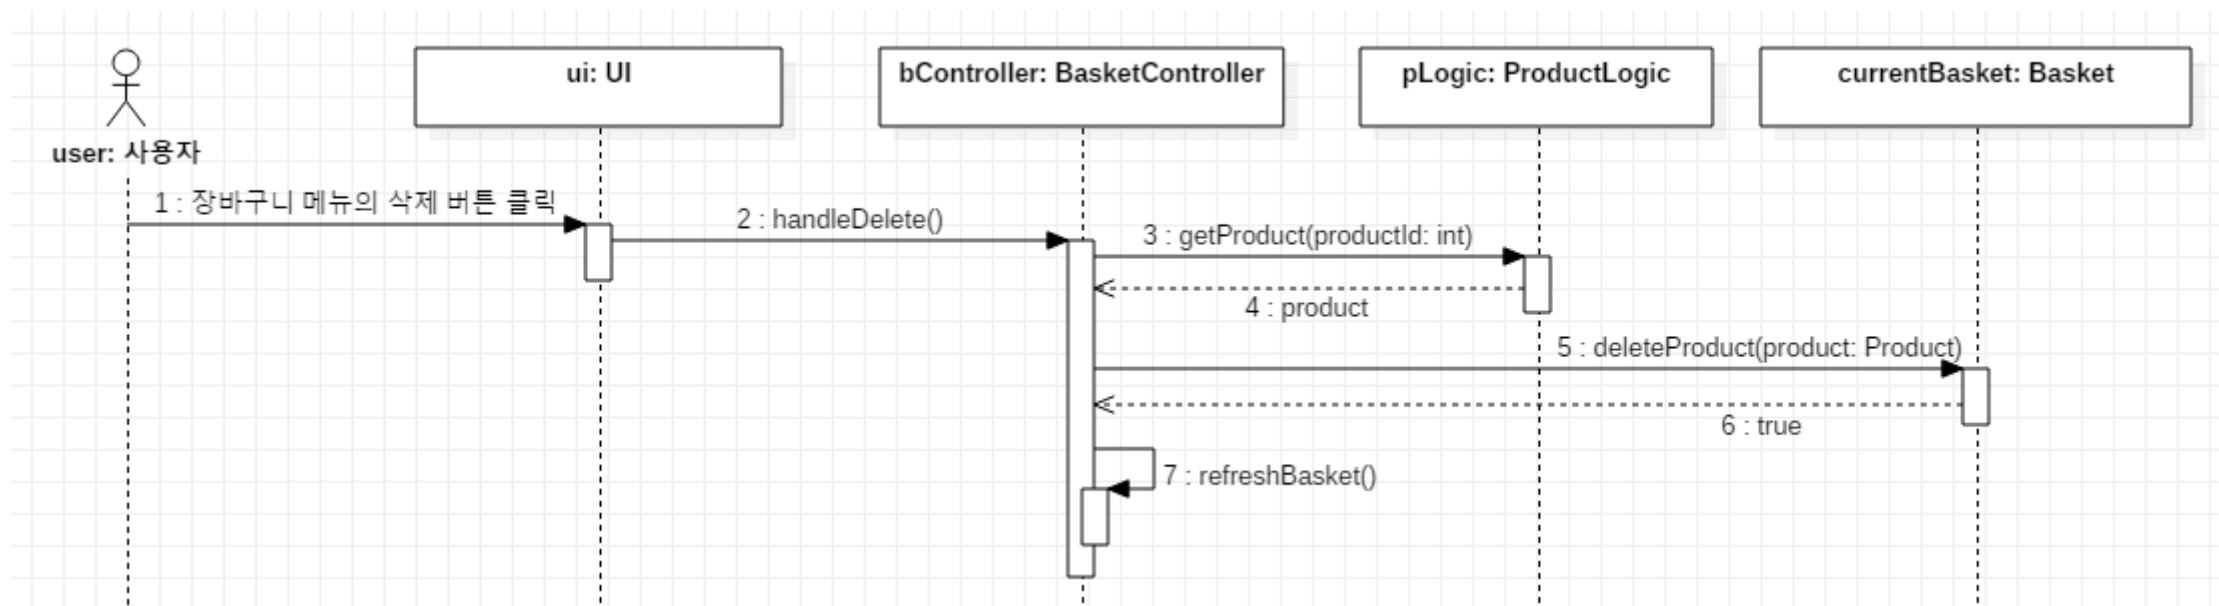 ui: UI
bController: BasketController
pLogic: ProductLogic
currentBasket: Basket
user: 사용자
1 : 장바구니 메뉴의 삭제 버튼 클릭
2 : handleDelete()
3 : getProduct(productId: int)
4 : product
5 : deleteProduct(product: Product)
6 : true
7 : refreshBasket()